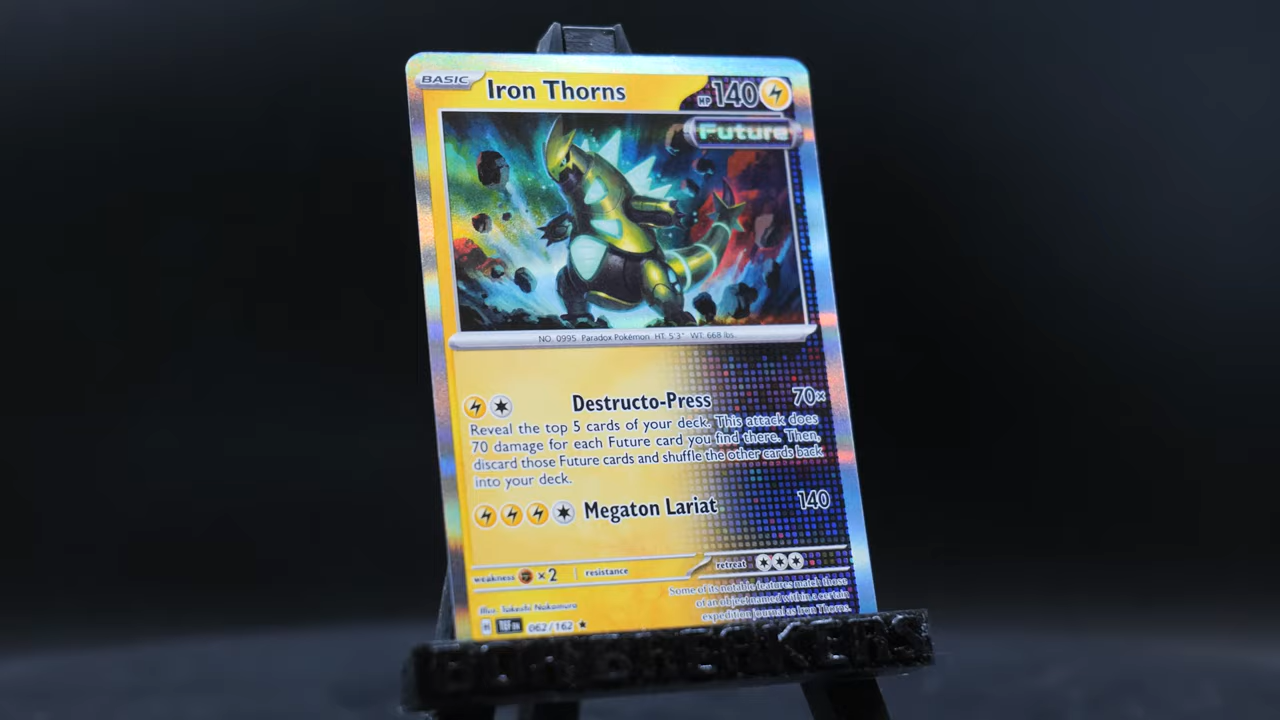 BASIC Iron Thorns HP 140
Future
NO. 0995 Paradox Pokémon HT: 5'3" WT: 668 lbs.
Destructo-Press 70×
Reveal the top 5 cards of your deck. This attack does
70 damage for each Future card you find there. Then,
discard those Future cards and shuffle the other cards back
into your deck.
Megaton Lariat 140
weakness ×2 resistance retreat
Some of its notable features match those
of an object named within a certain
expedition journal as Iron Thorns.
Illus. Takeshi Nakamura
H TEF EN 062/162 ★